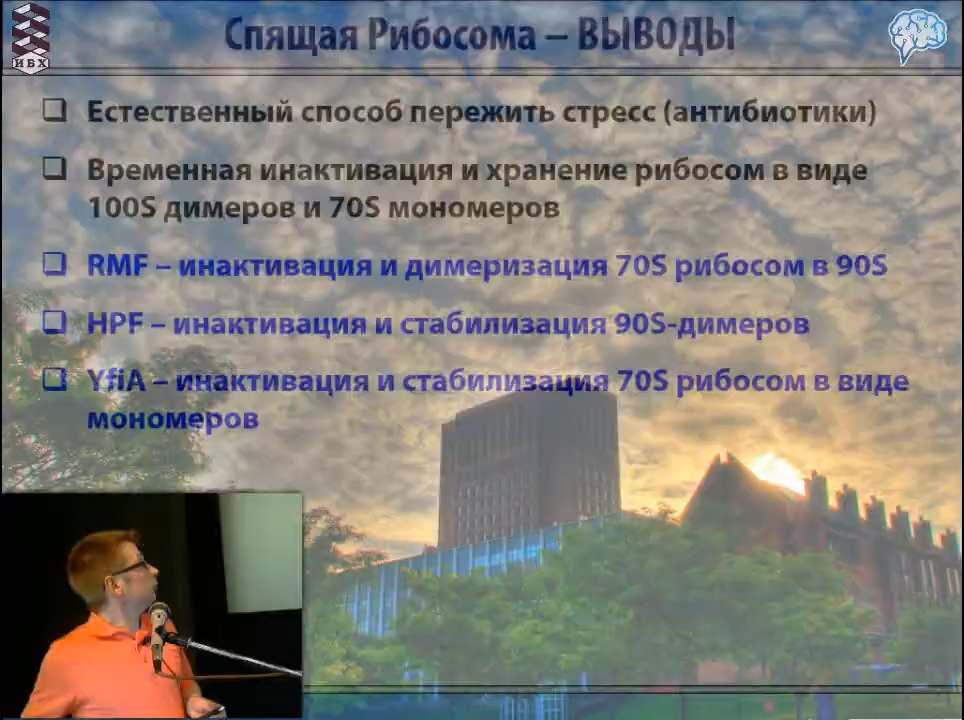 ИБХ
Спящая Рибосома – ВЫВОДЫ
Естественный способ пережить стресс (антибиотики)
Временная инактивация и хранение рибосом в виде
100S димеров и 70S мономеров
RMF – инактивация и димеризация 70S рибосом в 90S
HPF – инактивация и стабилизация 90S-димеров
YfiA – инактивация и стабилизация 70S рибосом в виде
мономеров